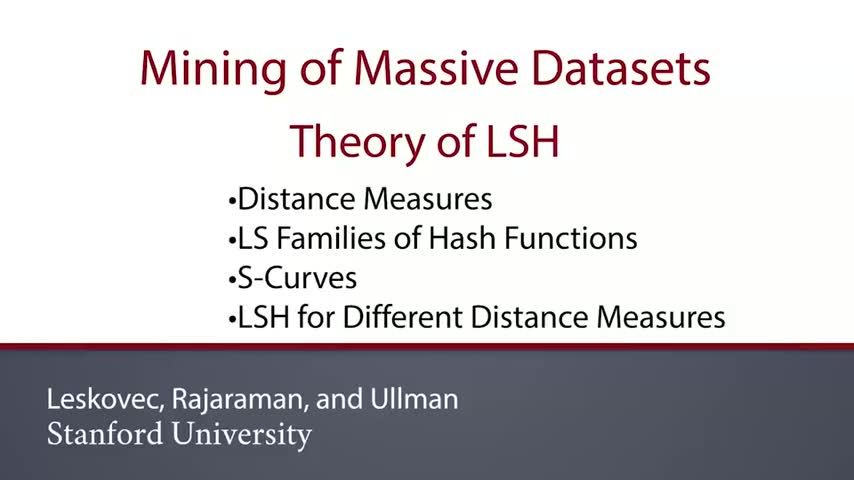 Mining of Massive Datasets
Theory of LSH
•Distance Measures
•LS Families of Hash Functions
•S-Curves
•LSH for Different Distance Measures
Leskovec, Rajaraman, and Ullman
Stanford University